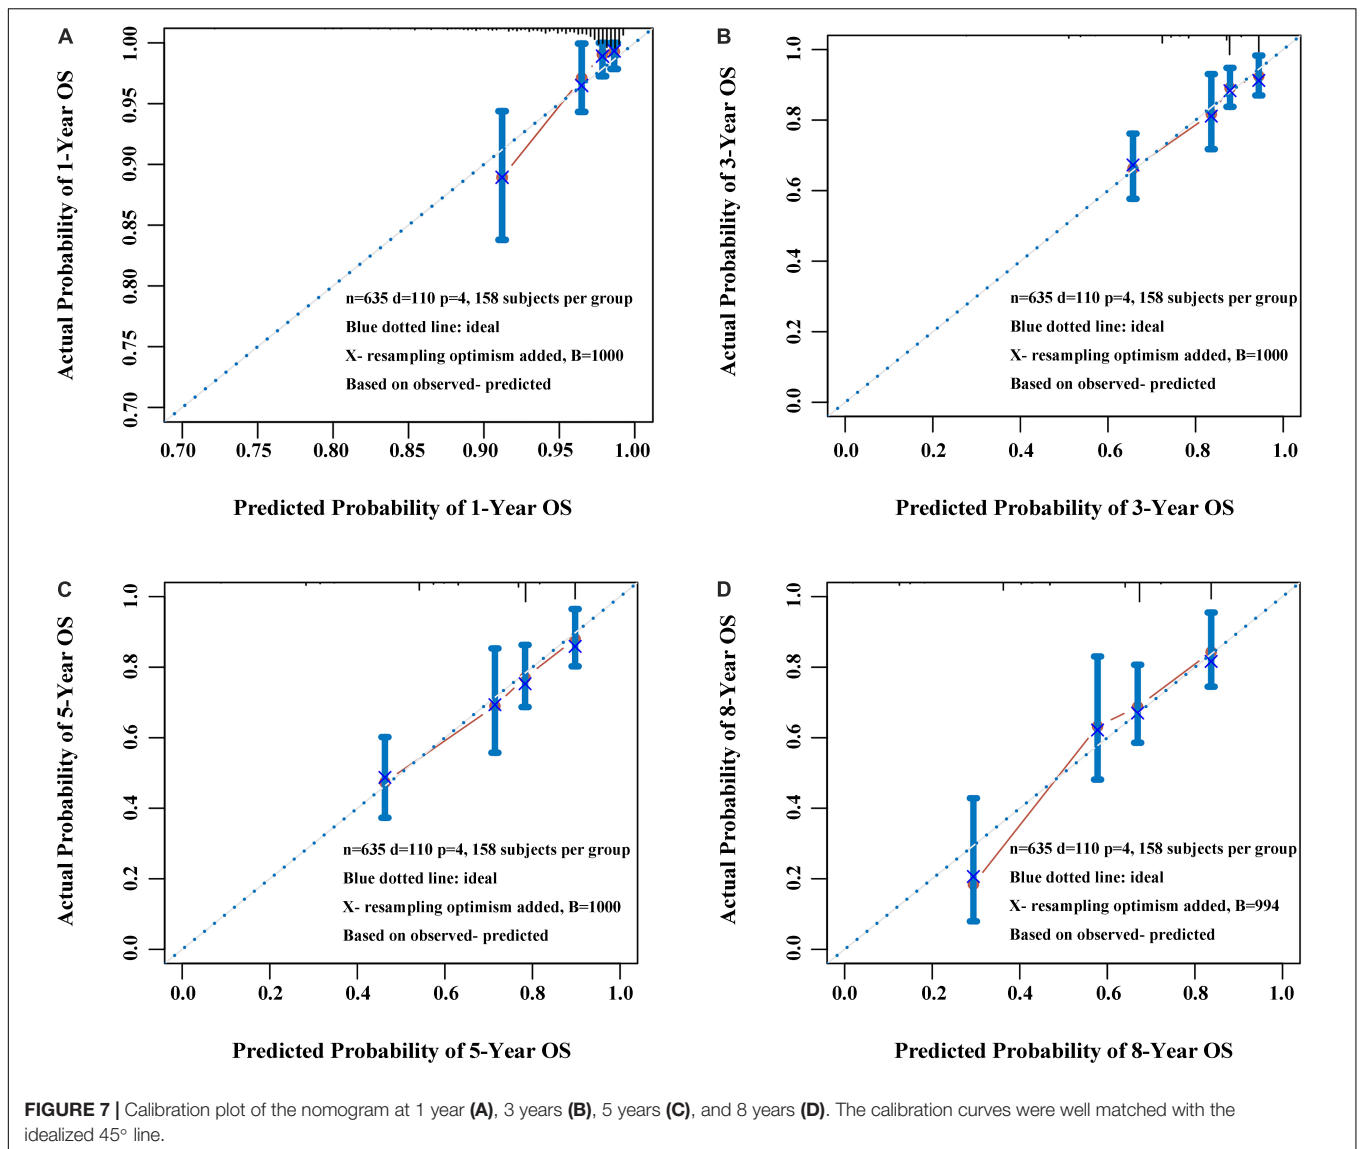 A
Actual Probability of 1-Year OS
1.00
0.95
0.90
0.85
0.80
0.75
0.70
n=635 d=110 p=4, 158 subjects per group
Blue dotted line: ideal
X- resampling optimism added, B=1000
Based on observed- predicted
0.70 0.75 0.80 0.85 0.90 0.95 1.00
Predicted Probability of 1-Year OS
B
Actual Probability of 3-Year OS
1.0
0.8
0.6
0.4
0.2
0.0
n=635 d=110 p=4, 158 subjects per group
Blue dotted line: ideal
X- resampling optimism added, B=1000
Based on observed- predicted
0.0 0.2 0.4 0.6 0.8 1.0
Predicted Probability of 3-Year OS
C
Actual Probability of 5-Year OS
1.0
0.8
0.6
0.4
0.2
0.0
n=635 d=110 p=4, 158 subjects per group
Blue dotted line: ideal
X- resampling optimism added, B=1000
Based on observed- predicted
0.0 0.2 0.4 0.6 0.8 1.0
Predicted Probability of 5-Year OS
D
Actual Probability of 8-Year OS
1.0
0.8
0.6
0.4
0.2
0.0
n=635 d=110 p=4, 158 subjects per group
Blue dotted line: ideal
X- resampling optimism added, B=994
Based on observed- predicted
0.0 0.2 0.4 0.6 0.8 1.0
Predicted Probability of 8-Year OS
FIGURE 7 | Calibration plot of the nomogram at 1 year (A), 3 years (B), 5 years (C), and 8 years (D). The calibration curves were well matched with the
idealized 45° line.